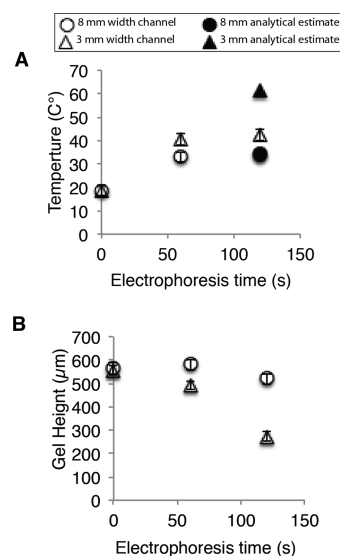 8 mm width channel 8 mm analytical estimate
3 mm width channel 3 mm analytical estimate
A
70
60
50
40
30
20
10
0
Temperture (C°)
0 50 100 150
Electrophoresis time (s)
B
700
600
500
400
300
200
100
0
Gel Heignt (µm)
0 50 100 150
Electrophoresis time (s)